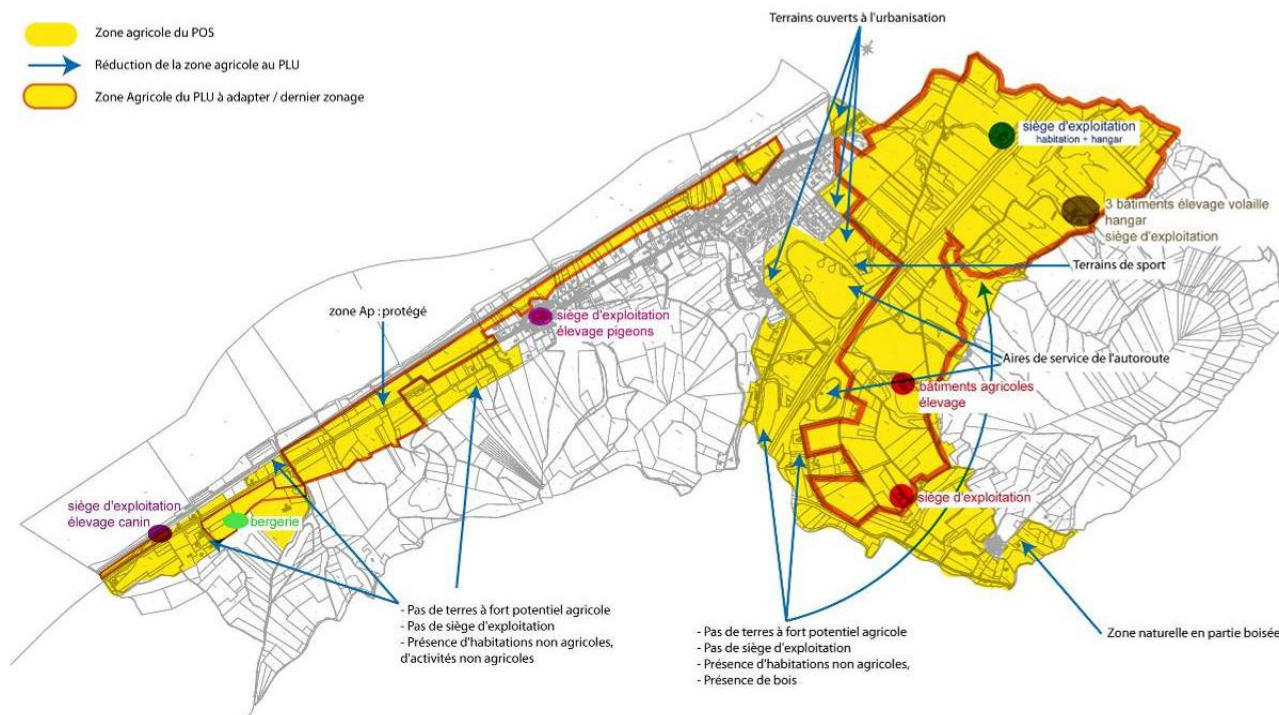 Zone agricole du POS
Réduction de la zone agricole au PLU
Zone Agricole du PLU à adapter / dernier zonage
Terrains ouverts à l'urbanisation
siège d'exploitation
habitation + hangar
3 bâtiments élevage volaille
hangar
siège d'exploitation
Terrains de sport
zone Ap : protégé
siège d'exploitation
élevage pigeons
Aires de service de l'autoroute
bâtiments agricoles
élevage
siège d'exploitation
élevage canin
bergerie
siège d'exploitation
- Pas de terres à fort potentiel agricole
- Pas de siège d'exploitation
- Présence d'habitations non agricoles,
d'activités non agricoles
- Pas de terres à fort potentiel agricole
- Pas de siège d'exploitation
- Présence d'habitations non agricoles,
- Présence de bois
Zone naturelle en partie boisée